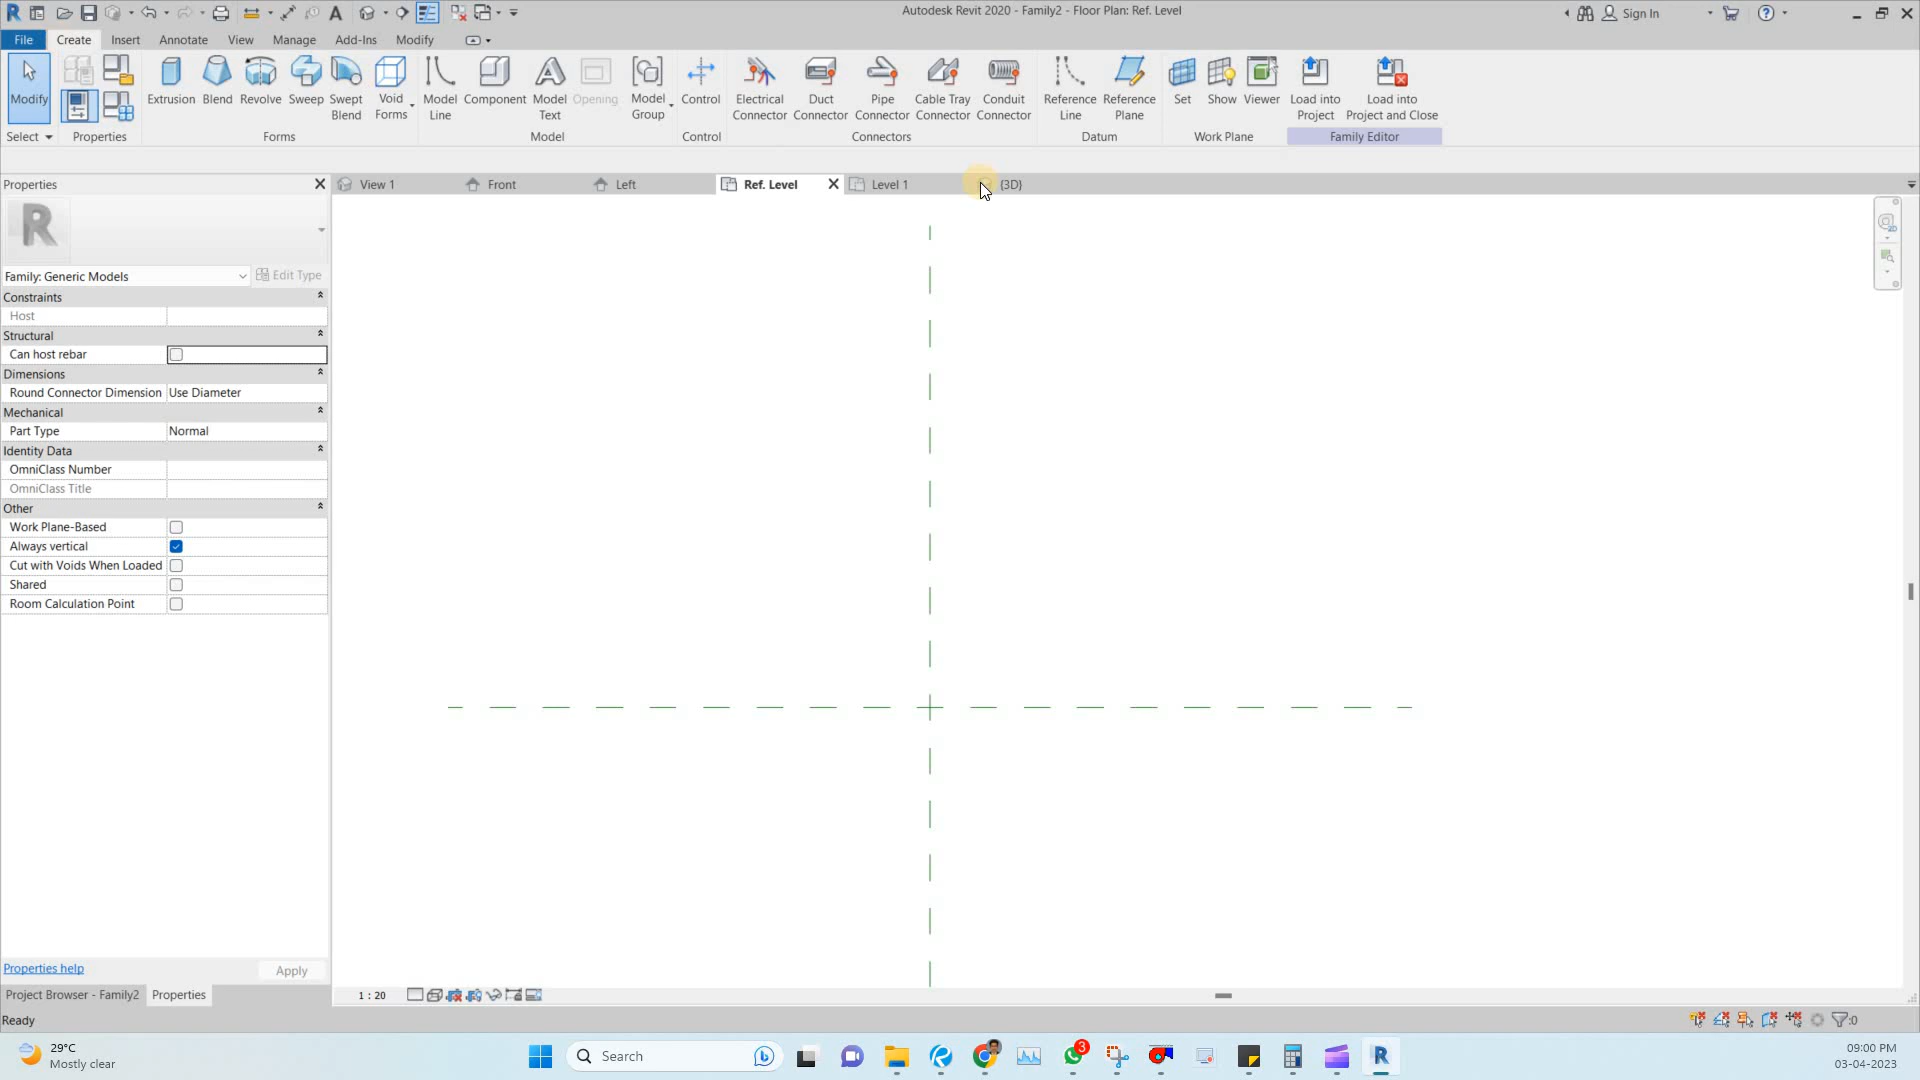 Autodesk Revit 2020 - Family2 - Floor Plan: Ref. Level
Sign In
File Create Insert Annotate View Manage Add-Ins Modify
Modify
Extrusion Blend Revolve Sweep Swept Blend Void Forms
Model Line Component Model Text Opening Model Group
Control
Electrical Connector Duct Connector Pipe Connector Cable Tray Connector Conduit Connector
Reference Line Reference Plane
Set Show Viewer
Load into Project Load into Project and Close
Select Properties Forms Model Control Connectors Datum Work Plane Family Editor
Properties
View 1 Front Left Ref. Level Level 1 (3D)
Family: Generic Models Edit Type
Constraints
Host
Structural
Can host rebar
Dimensions
Round Connector Dimension Use Diameter
Mechanical
Part Type Normal
Identity Data
OmniClass Number
OmniClass Title
Other
Work Plane-Based
Always vertical
Cut with Voids When Loaded
Shared
Room Calculation Point
Properties help Apply
Project Browser - Family2 Properties
1 : 20
Ready
:0
29°C
Mostly clear
Search
3
09:00 PM
03-04-2023